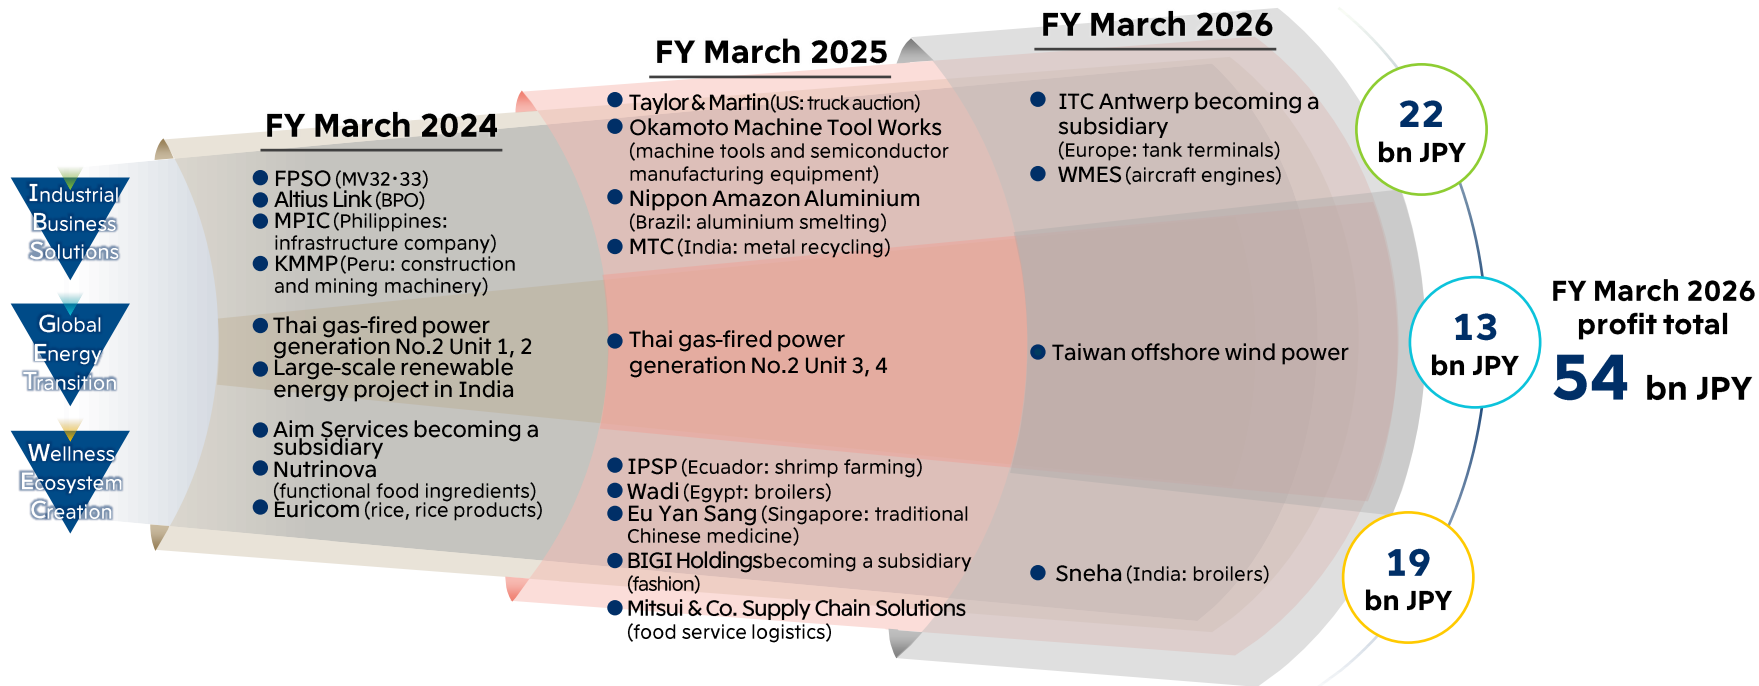 FY March 2024
FY March 2025
FY March 2026
Industrial
Business
Solutions
FPSO (MV32・33)
Altius Link (BPO)
MPIC (Philippines:
infrastructure company)
KMMP (Peru: construction
and mining machinery)
Taylor & Martin (US: truck auction)
Okamoto Machine Tool Works
(machine tools and semiconductor
manufacturing equipment)
Nippon Amazon Aluminium
(Brazil: aluminium smelting)
MTC (India: metal recycling)
ITC Antwerp becoming a
subsidiary
(Europe: tank terminals)
WMES (aircraft engines)
22
bn JPY
Global
Energy
Transition
Thai gas-fired power
generation No.2 Unit 1, 2
Large-scale renewable
energy project in India
Thai gas-fired power
generation No.2 Unit 3, 4
Taiwan offshore wind power
13
bn JPY
Wellness
Ecosystem
Creation
Aim Services becoming a
subsidiary
Nutrinova
(functional food ingredients)
Euricom (rice, rice products)
IPSP (Ecuador: shrimp farming)
Wadi (Egypt: broilers)
Eu Yan Sang (Singapore: traditional
Chinese medicine)
BIGI Holdings becoming a subsidiary
(fashion)
Mitsui & Co. Supply Chain Solutions
(food service logistics)
Sneha (India: broilers)
19
bn JPY
FY March 2026
profit total
54 bn JPY